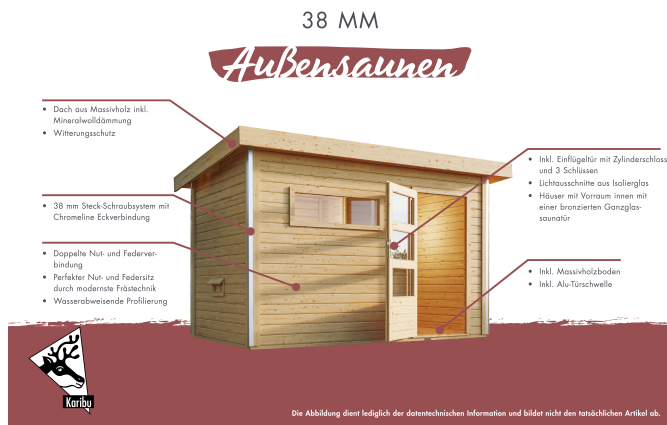 38 MM
Außensaunen
• Dach aus Massivholz inkl.
Mineralwolldämmung
• Witterungsschutz
• 38 mm Steck-Schraubsystem mit
Chromeline Eckverbindung
• Doppelte Nut- und Federver-
bindung
• Perfekter Nut- und Federsitz
durch modernste Frästechnik
• Wasserabweisende Profilierung
• Inkl. Einflügeltür mit Zylinderschloss
und 3 Schlüssen
• Lichtausschnitte aus Isolierglas
• Häuser mit Vorraum innen mit
einer bronzierten Ganzglas-
saunatür
• Inkl. Massivholzboden
• Inkl. Alu-Türschwelle
Karibu
Die Abbildung dient lediglich der datentechnischen Information und bildet nicht den tatsächlichen Artikel ab.